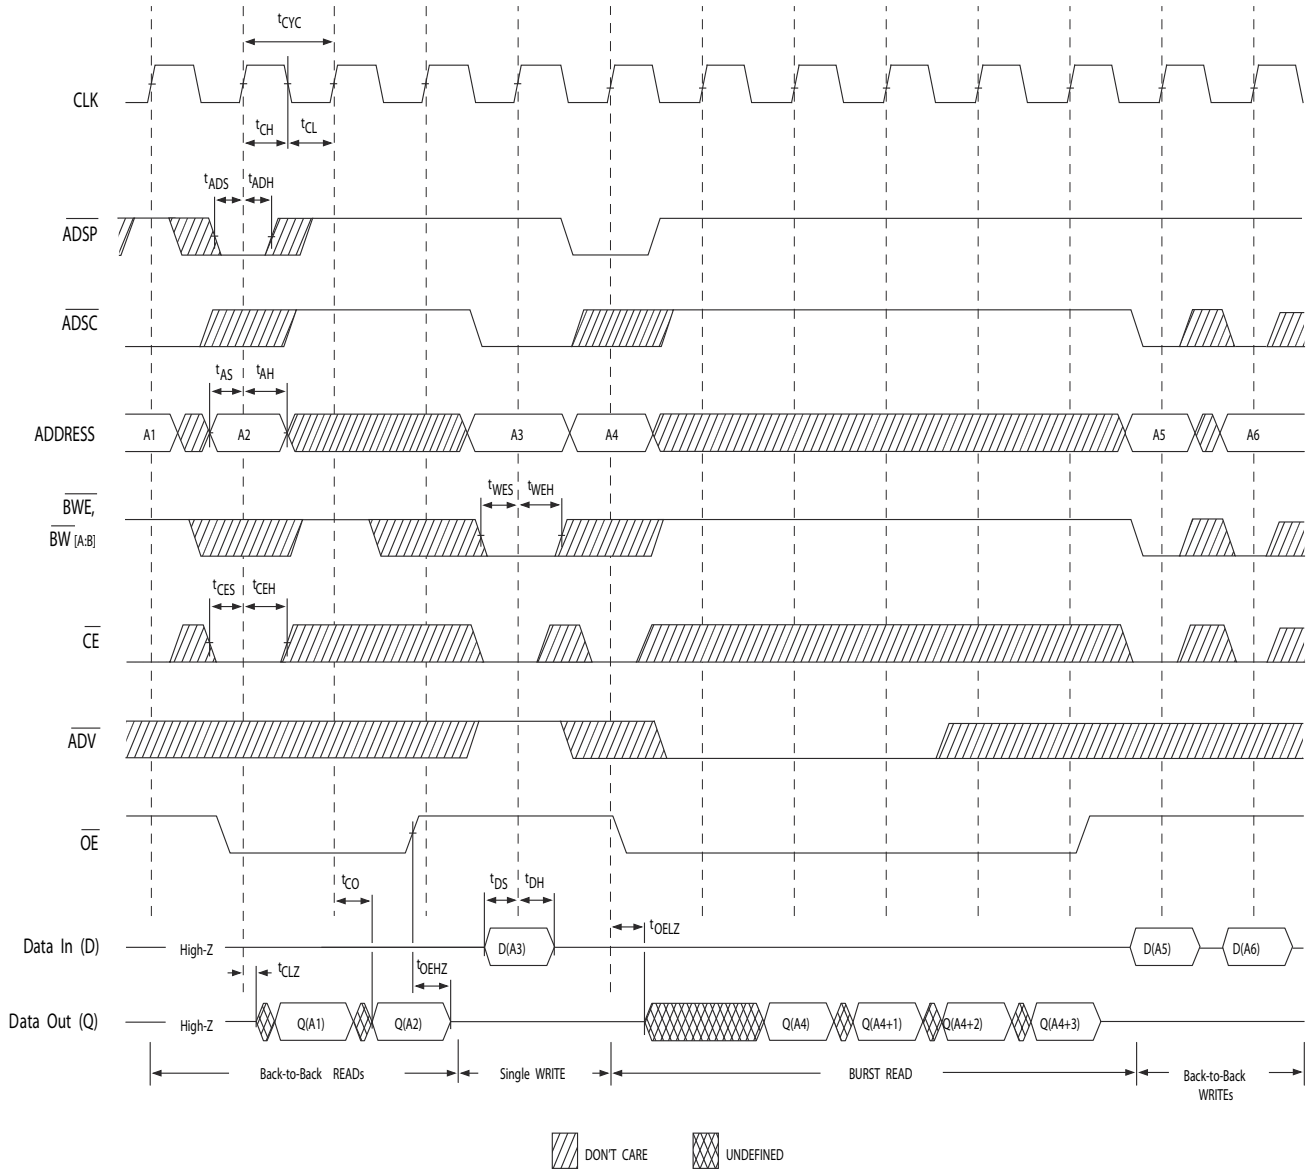 tCYC
CLK
tCH
tCL
tADS
tADH
ADSP
ADSC
tAS
tAH
ADDRESS
A1
A2
A3
A4
A5
A6
tWES
tWEH
BWE,
BW [A:B]
tCES
tCEH
CE
ADV
OE
tCO
tDS
tDH
tOELZ
Data In (D)
High-Z
D(A3)
D(A5)
D(A6)
tCLZ
tOEHZ
Data Out (Q)
High-Z
Q(A1)
Q(A2)
Q(A4)
Q(A4+1)
Q(A4+2)
Q(A4+3)
Back-to-Back READs
Single WRITE
BURST READ
Back-to-Back
WRITEs
DON'T CARE
UNDEFINED